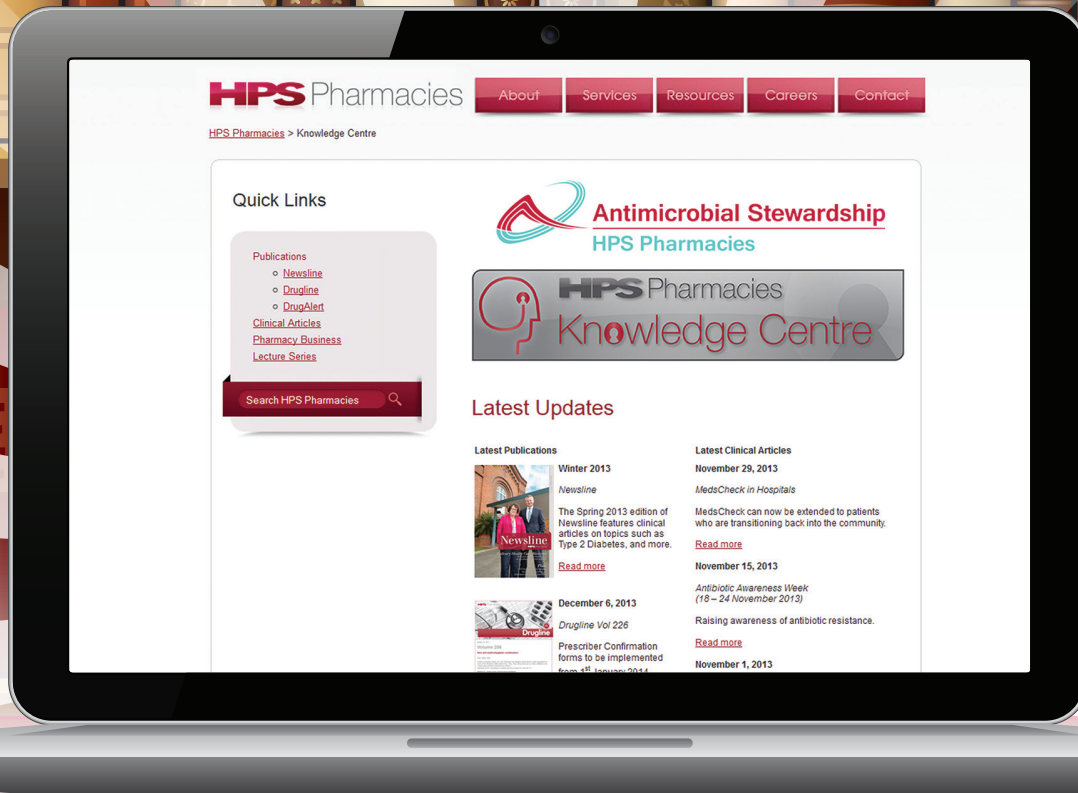 HPS Pharmacies
About
Services
Resources
Careers
Contact
HPS Pharmacies > Knowledge Centre
Quick Links
Publications
Newsline
Drugline
DrugAlert
Clinical Articles
Pharmacy Business
Lecture Series
Search HPS Pharmacies
Antimicrobial Stewardship
HPS Pharmacies
HPS Pharmacies
Knowledge Centre
Latest Updates
Latest Publications
Winter 2013
Newsline
The Spring 2013 edition of
Newsline features clinical
articles on topics such as
Type 2 Diabetes, and more.
Read more
Newsline
December 6, 2013
Drugline Vol 226
Prescriber Confirmation
forms to be implemented
from 1st January 2014
Drugline
Latest Clinical Articles
November 29, 2013
MedsCheck in Hospitals
MedsCheck can now be extended to patients
who are transitioning back into the community.
Read more
November 15, 2013
Antibiotic Awareness Week
(18 – 24 November 2013)
Raising awareness of antibiotic resistance.
Read more
November 1, 2013